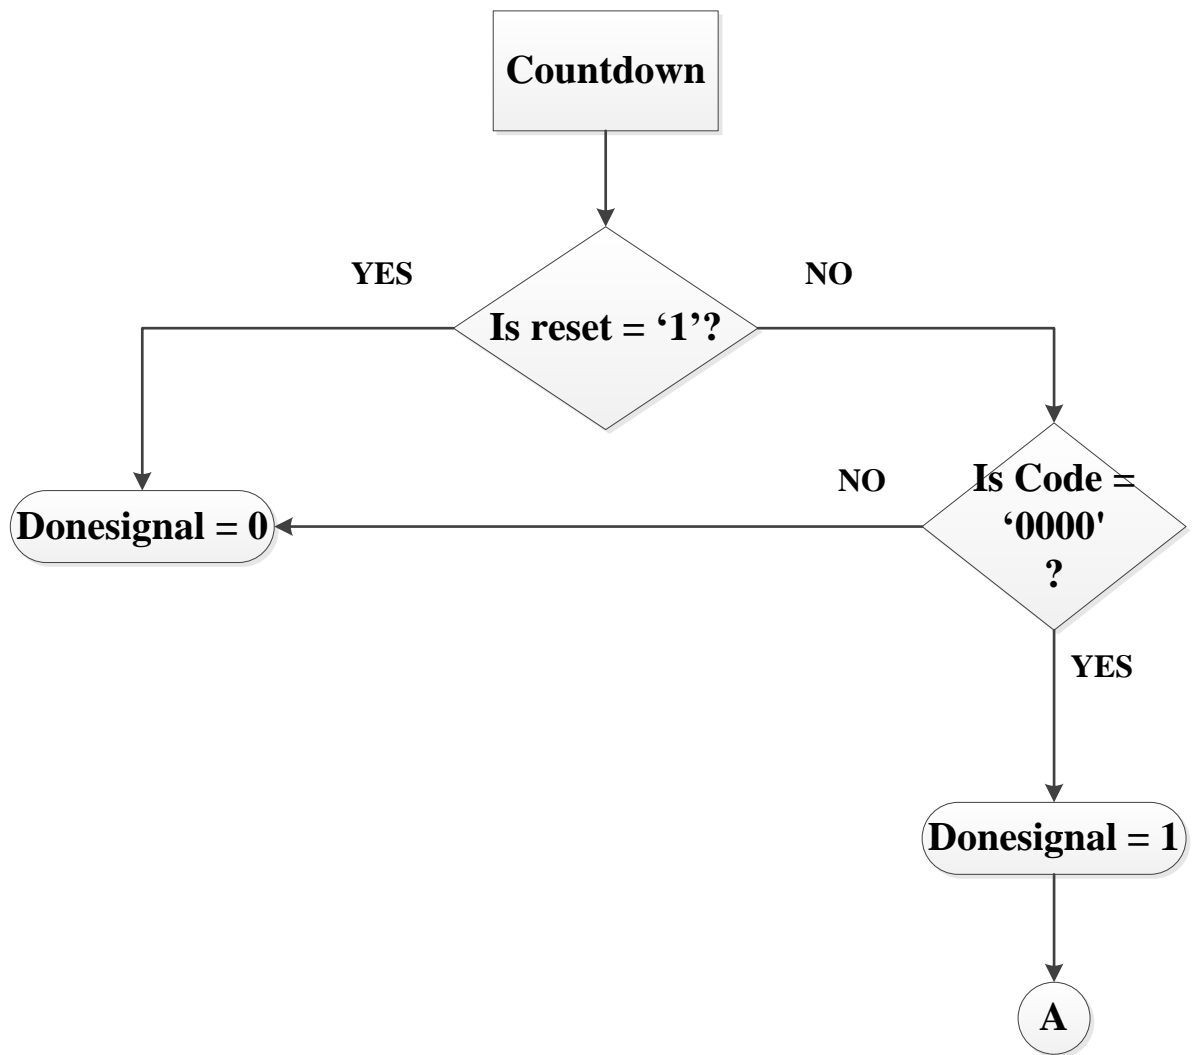 Countdown
YES
NO
Is reset = ‘1’?
NO
Is Code =
‘0000'
?
Donesignal = 0
YES
Donesignal = 1
A